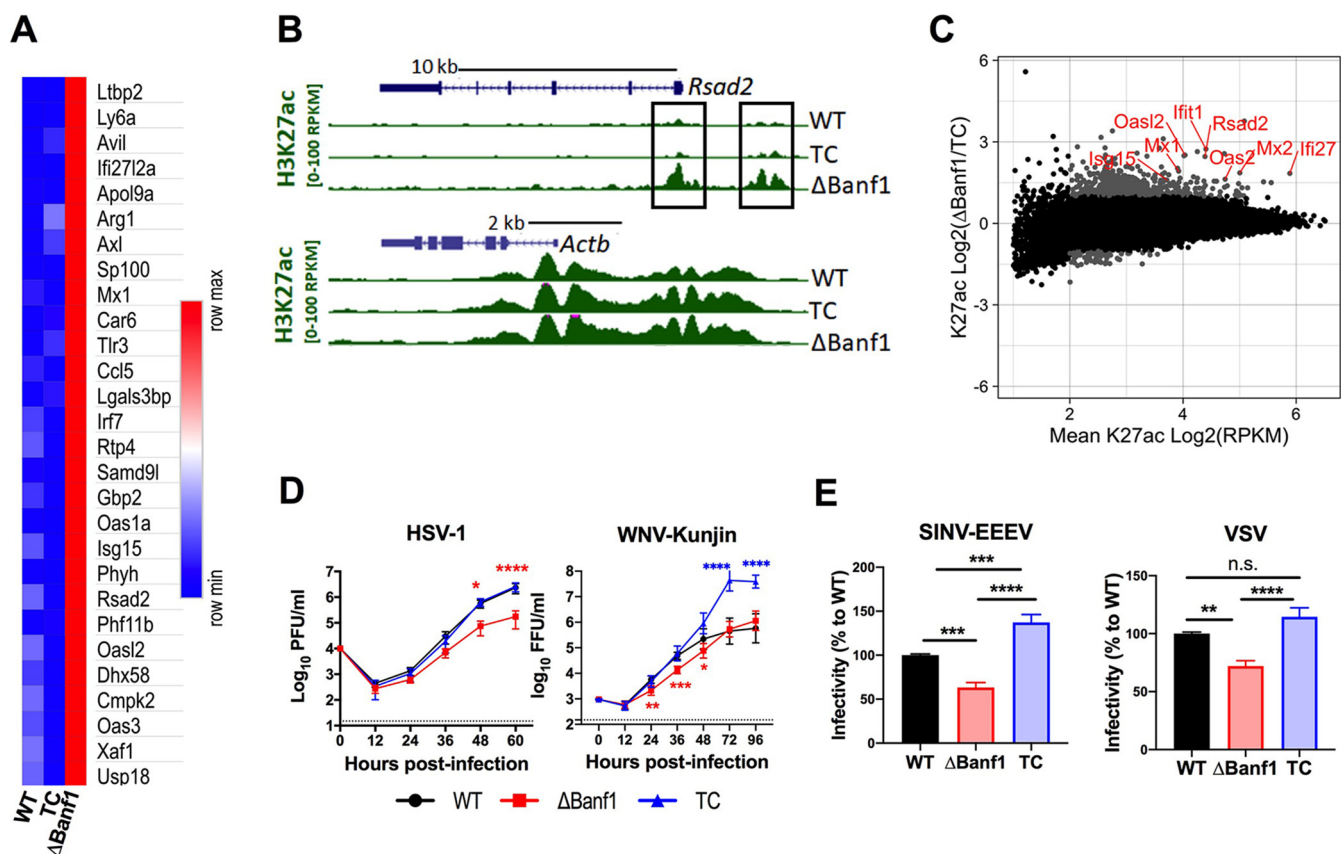 A
Ltbp2
Ly6a
Avil
Ifi27l2a
Apol9a
Arg1
Axl
Sp100
Mx1
Car6
Tlr3
Ccl5
Lgals3bp
Irf7
Rtp4
Samd9l
Gbp2
Oas1a
Isg15
Phyh
Rsad2
Phf11b
Oasl2
Dhx58
Cmpk2
Oas3
Xaf1
Usp18
WT
TC
ΔBanf1
row max
row min
B
10 kb
Rsad2
H3K27ac
[0-100 RPKM]
WT
TC
ΔBanf1
2 kb
Actb
H3K27ac
[0-100 RPKM]
WT
TC
ΔBanf1
C
K27ac Log2(ΔBanf1/TC)
6
3
0
-3
-6
Oasl2
Ifit1
Rsad2
Isg15
Mx1
Oas2
Mx2
Ifi27
2 4 6
Mean K27ac Log2(RPKM)
D
HSV-1
Log10 PFU/ml
7
6
5
4
3
2
1
* ****
0 12 24 36 48 60
Hours post-infection
WNV-Kunjin
log10 FFU/ml
8
7
6
5
4
3
2
**** ****
** *** *
0 12 24 36 48 72 96
Hours post-infection
WT ΔBanf1 TC
E
SINV-EEEV
Infectivity (% to WT)
200
150
100
50
0
***
****
***
WT ΔBanf1 TC
VSV
Infectivity (% to WT)
150
100
50
0
n.s.
** ****
WT ΔBanf1 TC